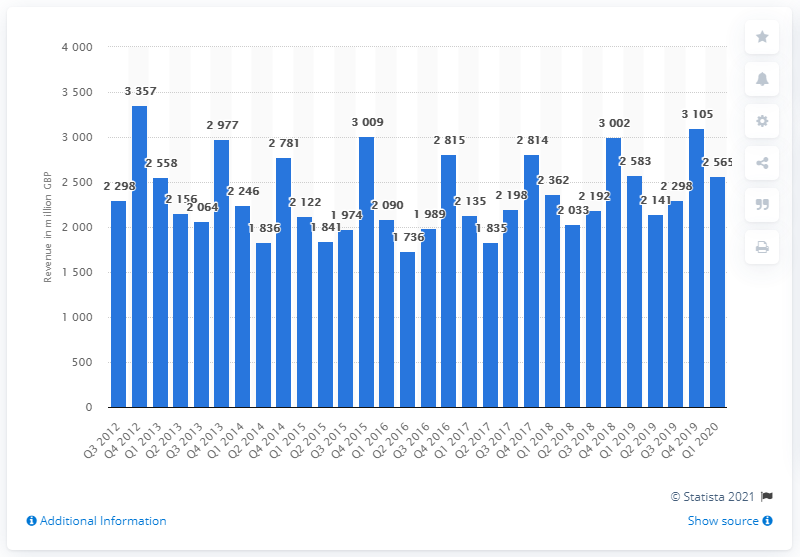 4 000
3 500
3 000
2 500
2 000
1 500
1 000
500
0
Revenue in million GBP
2 298
3 357
2 558
2 156
2 064
2 977
2 246
1 836
2 781
2 122
1 841
1 974
3 009
2 090
1 736
1 989
2 815
2 135
1 835
2 198
2 814
2 362
2 033
2 192
3 002
2 583
2 141
2 298
3 105
2 565
Q3 2012
Q4 2012
Q1 2013
Q2 2013
Q3 2013
Q4 2013
Q1 2014
Q2 2014
Q4 2014
Q1 2015
Q2 2015
Q3 2015
Q4 2015
Q1 2016
Q2 2016
Q3 2016
Q4 2016
Q1 2017
Q2 2017
Q3 2017
Q4 2017
Q1 2018
Q2 2018
Q3 2018
Q4 2018
Q1 2019
Q2 2019
Q3 2019
Q4 2019
Q1 2020
© Statista 2021
Additional Information
Show source